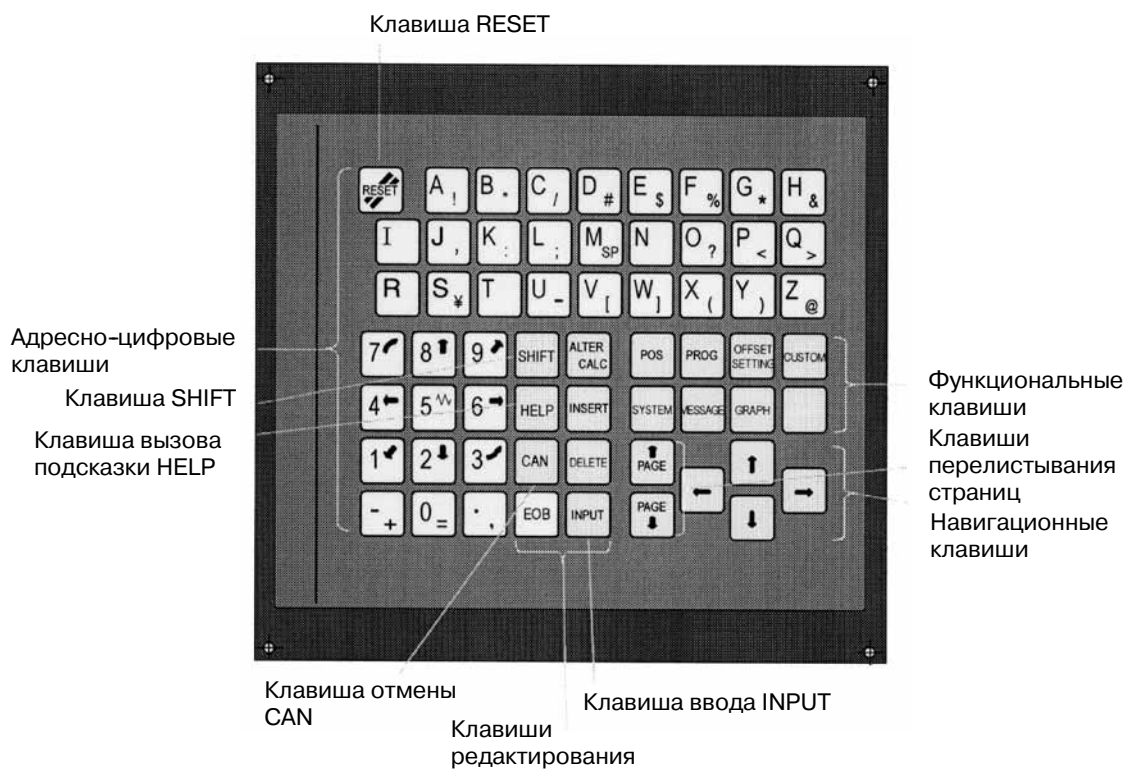 Клавиша RESET
RESET A ! B . C / D # E $ F % G * H &
I J , K : L ; M SP N O ? P < Q >
R S ¥ T U _ V [ W ] X ( Y ) Z @
Адресно-цифровые
клавиши
Клавиша SHIFT
Клавиша вызова
подсказки HELP
7 8 9 SHIFT ALTER CALC POS PROG OFFSET SETTING CUSTOM
4 5 6 HELP INSERT SYSTEM MESSAGE GRAPH
1 2 3 CAN DELETE PAGE
- + 0 = . , EOB INPUT PAGE
Функциональные
клавиши
Клавиши
перелистывания
страниц
Навигационные
клавиши
Клавиша отмены
CAN
Клавиша ввода INPUT
Клавиши
редактирования